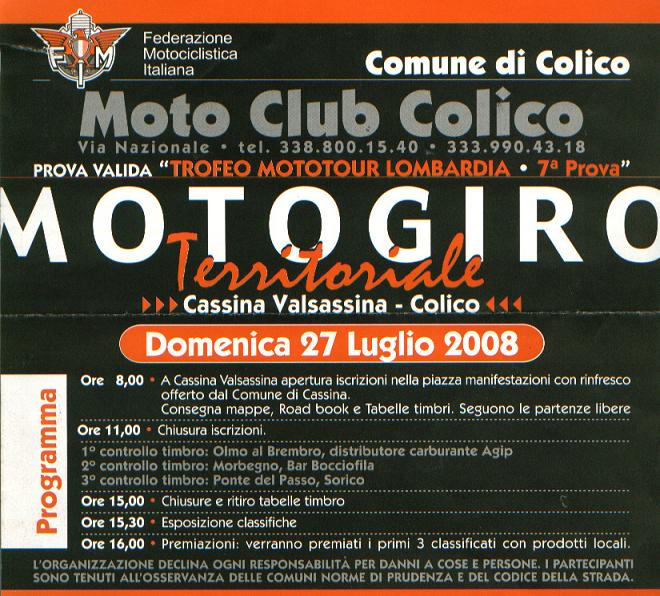 F M
Federazione
Motociclistica
Italiana
Comune di Colico
Moto Club Colico
Via Nazionale • tel. 338.800.15.40 • 333.990.43.18
PROVA VALIDA “TROFEO MOTOTOUR LOMBARDIA • 7ª Prova”
MOTOGIRO
Territoriale
Cassina Valsassina - Colico
Domenica 27 Luglio 2008
Programma
Ore 8,00 • A Cassina Valsassina apertura iscrizioni nella piazza manifestazioni con rinfresco
offerto dal Comune di Cassina.
Consegna mappe, Road book e Tabelle timbri. Seguono le partenze libere
Ore 11,00 • Chiusura iscrizioni.
1º controllo timbro: Olmo al Brembro, distributore carburante Agip
2º controllo timbro: Morbegno, Bar Bocciofila
3º controllo timbro: Ponte del Passo, Sorico
Ore 15,00 • Chiusure e ritiro tabelle timbro
Ore 15,30 • Esposizione classifiche
Ore 16,00 • Premiazioni: verranno premiati i primi 3 classificati con prodotti locali.
L'ORGANIZZAZIONE DECLINA OGNI RESPONSABILITÀ PER DANNI A COSE E PERSONE. I PARTECIPANTI
SONO TENUTI ALL'OSSERVANZA DELLE COMUNI NORME DI PRUDENZA E DEL CODICE DELLA STRADA.